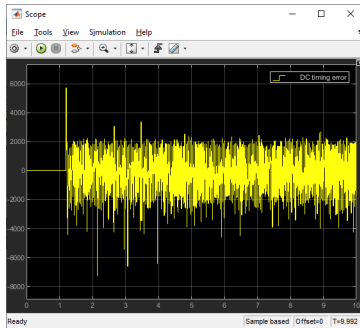 Scope
File Tools View Simulation Help
DC timing error
6000
4000
2000
0
-2000
-4000
-6000
-8000
0 1 2 3 4 5 6 7 8 9 10
Ready
Sample based Offset=0 T=9.992